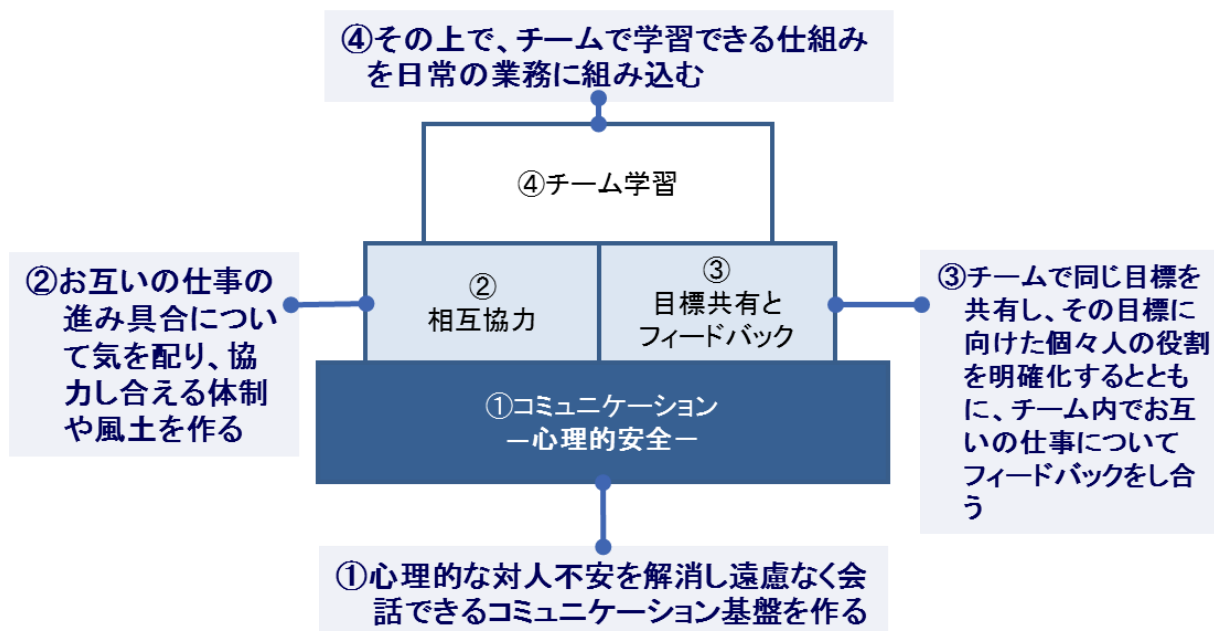 ④その上で、チームで学習できる仕組み
を日常の業務に組み込む
④チーム学習
②お互いの仕事の
進み具合につい
て気を配り、協
力し合える体制
や風土を作る
②
相互協力
③
目標共有と
フィードバック
③チームで同じ目標を
共有し、その目標に
向けた個々人の役割
を明確化するととも
に、チーム内でお互
いの仕事について
フィードバックをし合
う
①コミュニケーション
－心理的安全－
①心理的な対人不安を解消し遠慮なく会
話できるコミュニケーション基盤を作る